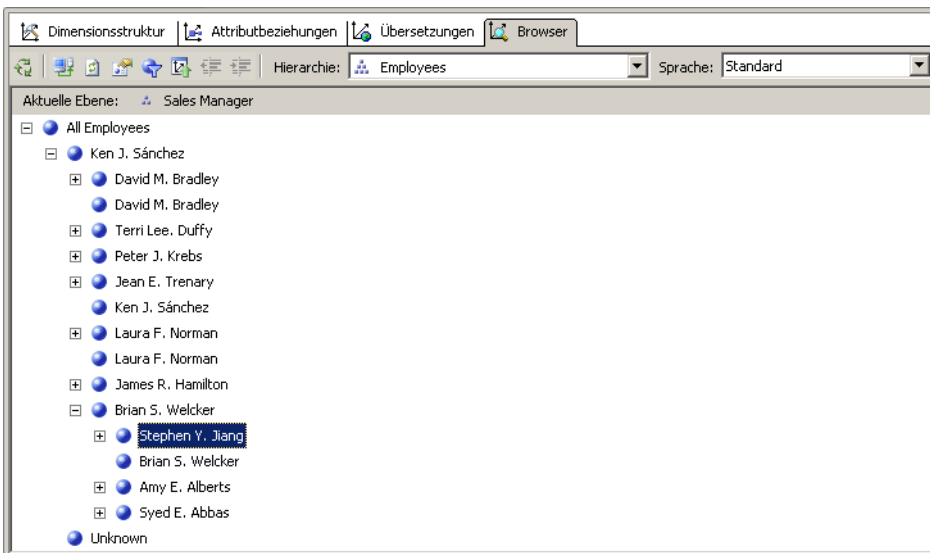 Dimensionsstruktur Attributbeziehungen Übersetzungen Browser
Hierarchie: Employees Sprache: Standard
Aktuelle Ebene: Sales Manager
All Employees
Ken J. Sánchez
David M. Bradley
David M. Bradley
Terri Lee. Duffy
Peter J. Krebs
Jean E. Trenary
Ken J. Sánchez
Laura F. Norman
Laura F. Norman
James R. Hamilton
Brian S. Welcker
Stephen Y. Jiang
Brian S. Welcker
Amy E. Alberts
Syed E. Abbas
Unknown